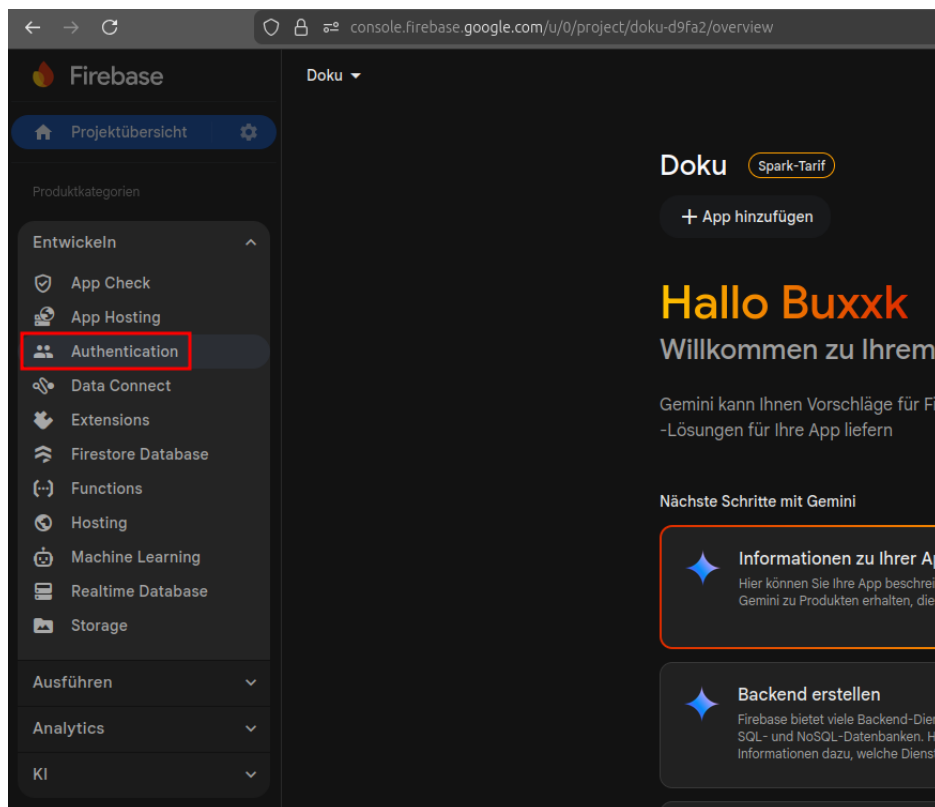 console.firebase.google.com/u/0/project/doku-d9fa2/overview
Firebase
Doku
Projektübersicht
Produktkategorien
Entwickeln
App Check
App Hosting
Authentication
Data Connect
Extensions
Firestore Database
Functions
Hosting
Machine Learning
Realtime Database
Storage
Ausführen
Analytics
KI
Doku Spark-Tarif
+ App hinzufügen
Hallo Buxxk
Willkommen zu Ihrem
Gemini kann Ihnen Vorschläge für Fi
-Lösungen für Ihre App liefern
Nächste Schritte mit Gemini
Informationen zu Ihrer Ap
Hier können Sie Ihre App beschrei
Gemini zu Produkten erhalten, die
Backend erstellen
Firebase bietet viele Backend-Dien
SQL- und NoSQL-Datenbanken. H
Informationen dazu, welche Dienst